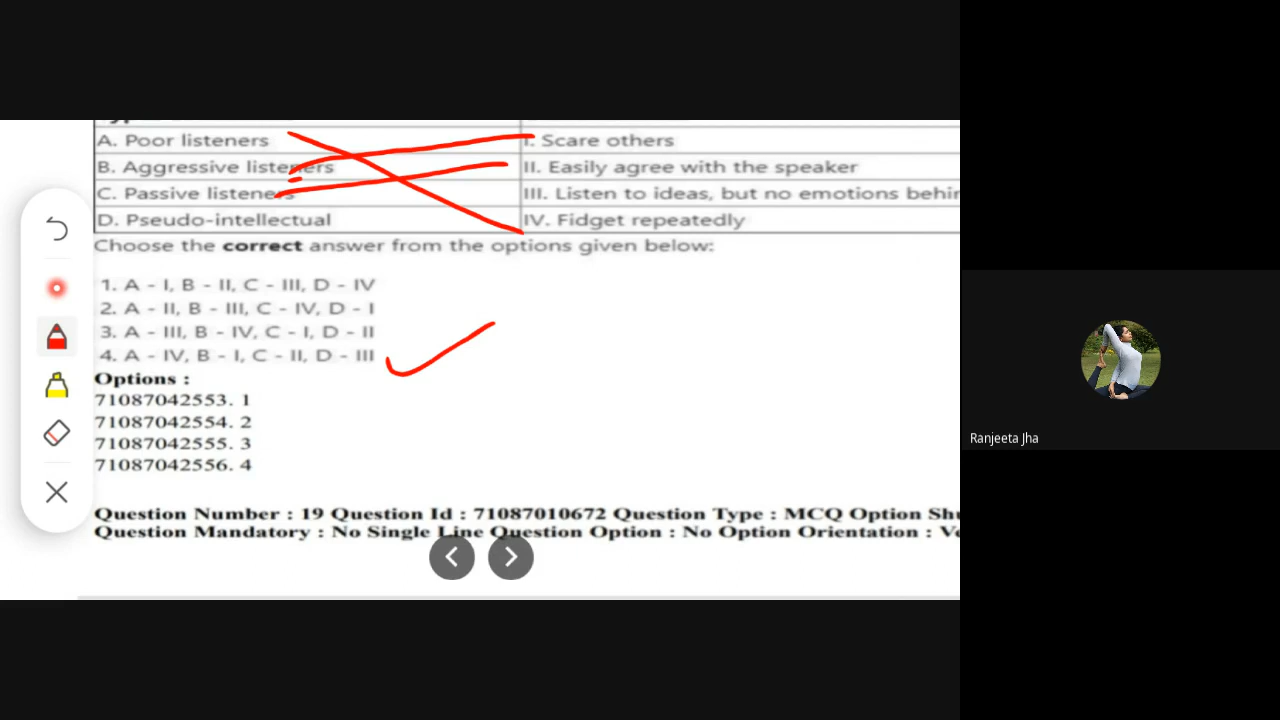 A. Poor listeners
I. Scare others
B. Aggressive listeners
II. Easily agree with the speaker
C. Passive listeners
III. Listen to ideas, but no emotions
D. Pseudo-intellectual
IV. Fidget repeatedly
Choose the correct answer from the options given below:
1. A - I, B - II, C - III, D - IV
2. A - II, B - III, C - IV, D - I
3. A - III, B - IV, C - I, D - II
4. A - IV, B - I, C - II, D - III
Options :
71087042553. 1
71087042554. 2
71087042555. 3
71087042556. 4
Question Number : 19 Question Id : 71087010672 Question Type : MCQ Option
Question Mandatory : No Single Line Question Option : No Option Orientation :
Ranjeeta Jha